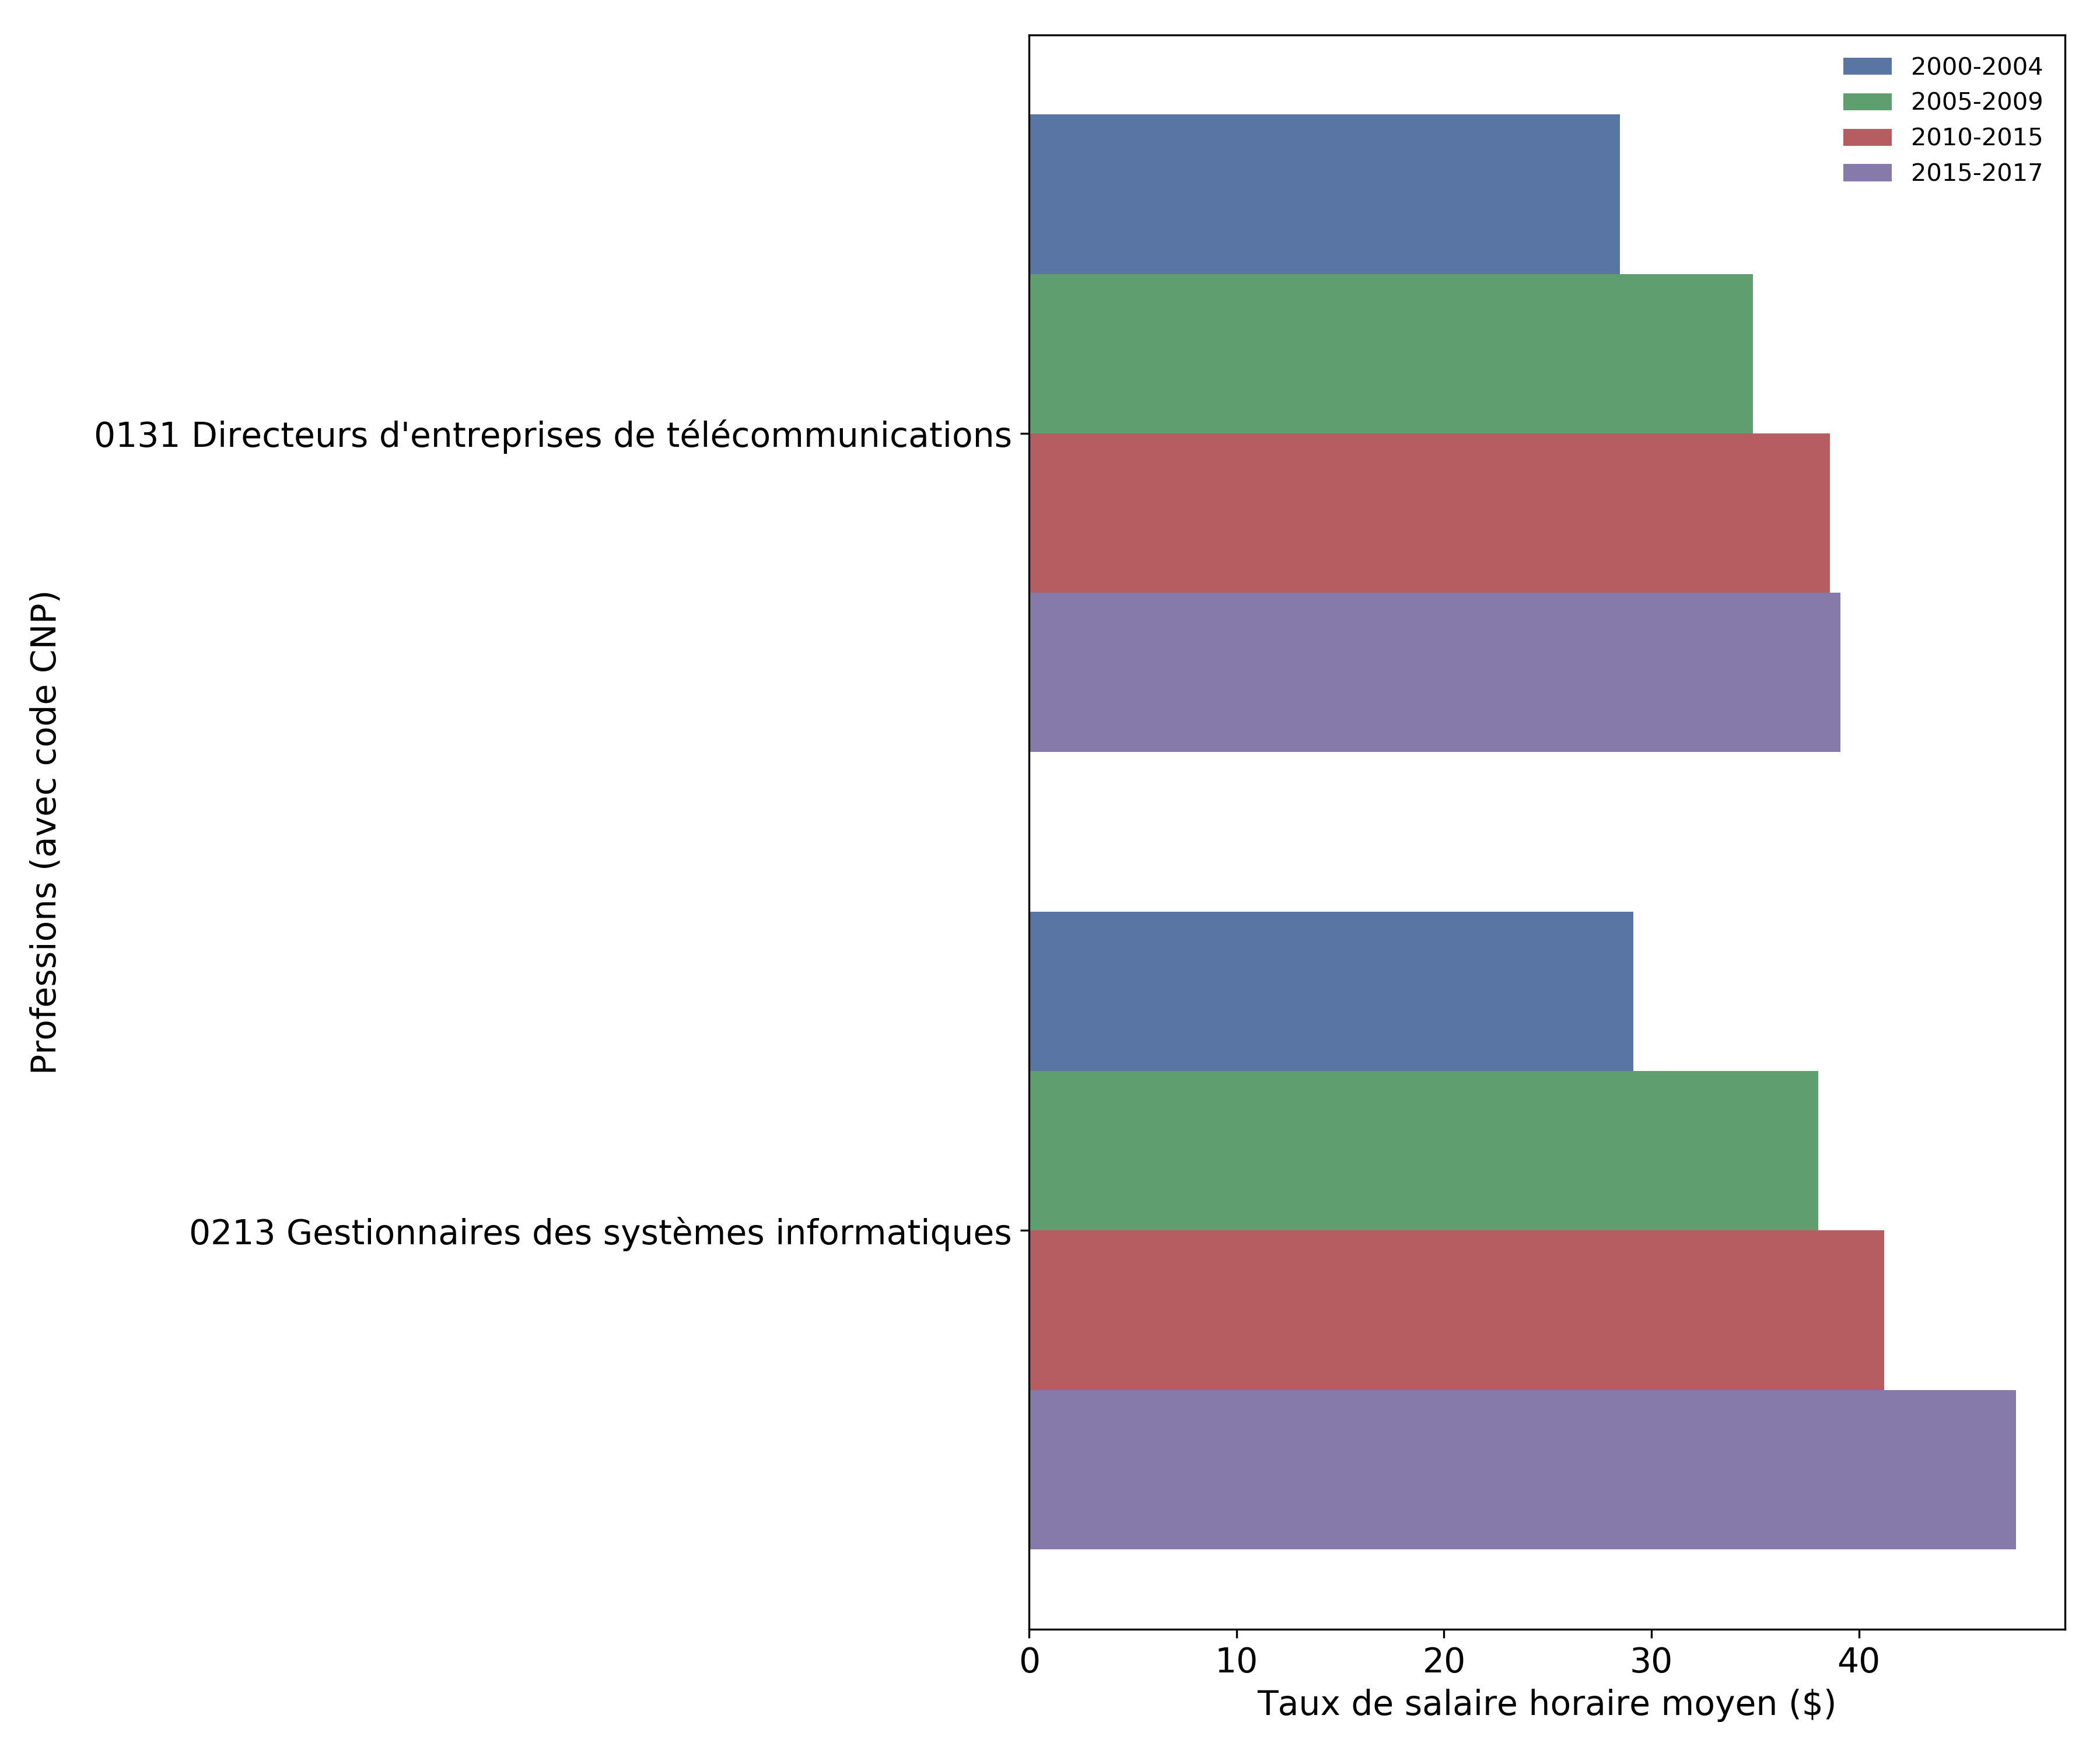 2000-2004
2005-2009
2010-2015
2015-2017
Professions (avec code CNP)
0131 Directeurs d'entreprises de télécommunications
0213 Gestionnaires des systèmes informatiques
0 10 20 30 40
Taux de salaire horaire moyen ($)